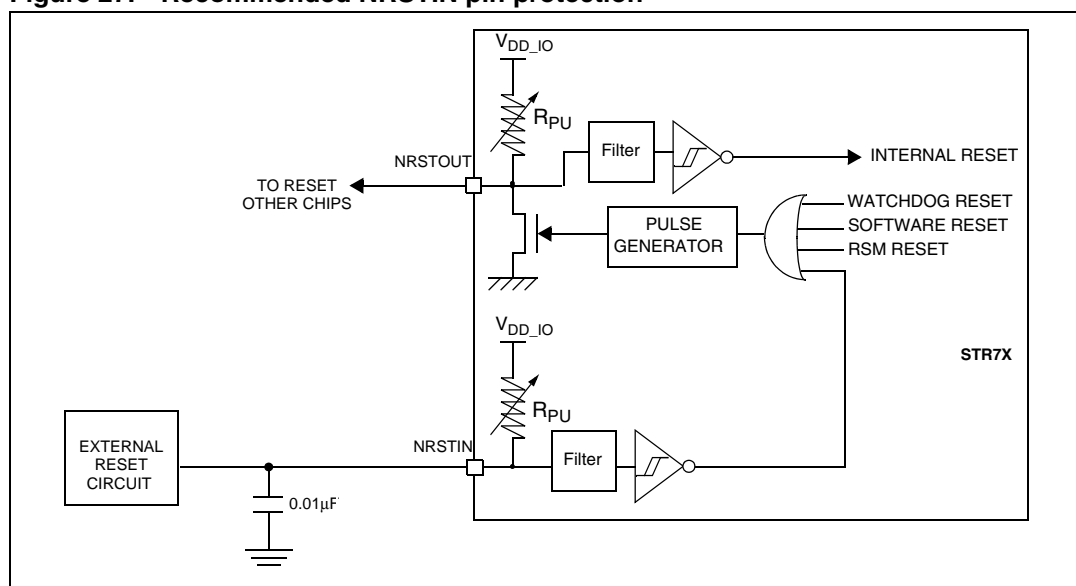 Figure 27. Recommended NRSTIN pin protection
VDD_IO
RPU
NRSTOUT
Filter
INTERNAL RESET
TO RESET
OTHER CHIPS
PULSE
GENERATOR
WATCHDOG RESET
SOFTWARE RESET
RSM RESET
VDD_IO
STR7X
RPU
EXTERNAL
RESET
CIRCUIT
NRSTIN
Filter
0.01µF